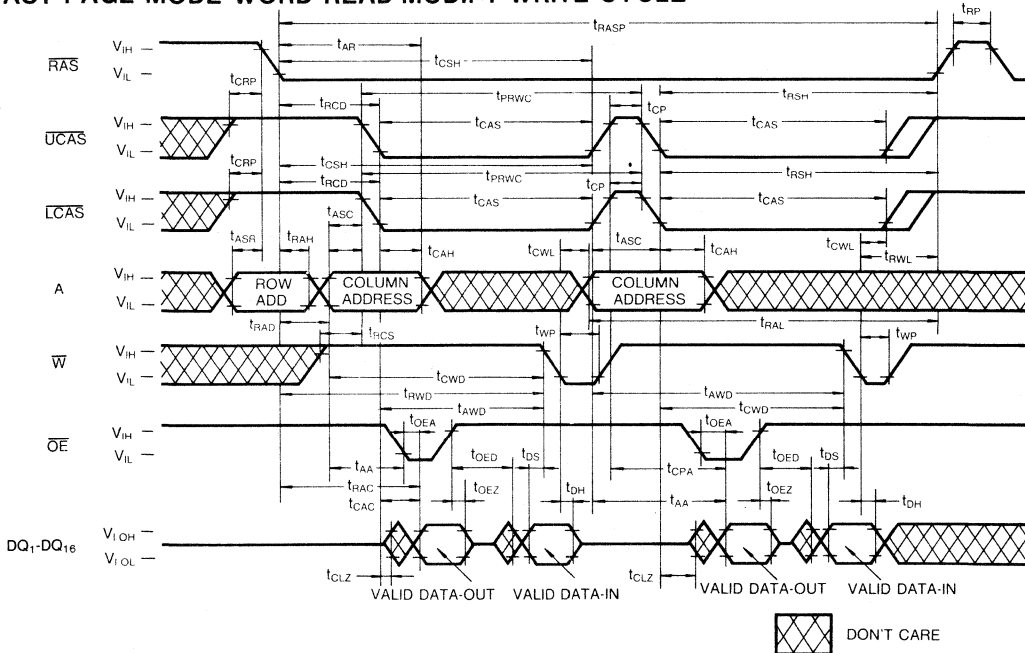 FAST PAGE MODE WORD READ-MODIFY-WRITE CYCLE
tRASP
tRP
tAR
tCSH
RAS
VIH
VIL
tCRP
tPRWC
tRCD
tCP
tRSH
UCAS
VIH
VIL
tCAS
tCAS
tCRP
tCSH
tPRWC
tRCD
tCP
tRSH
LCAS
VIH
VIL
tCAS
tCAS
tASC
tASR
tRAH
tCAH
tCWL
tASC
tCAH
tCWL
tRWL
A
VIH
VIL
ROW ADD
COLUMN ADDRESS
COLUMN ADDRESS
tRAD
tRCS
tWP
tRAL
tWP
W
VIH
VIL
tCWD
tRWD
tAWD
tAWD
tCWD
OE
VIH
VIL
tOEA
tOEA
tAA
tOED
tDS
tCPA
tOED
tDS
tRAC
tCAC
tOEZ
tDH
tAA
tOEZ
tDH
DQ1-DQ16
VI OH
VI OL
tCLZ
VALID DATA-OUT
VALID DATA-IN
tCLZ
VALID DATA-OUT
VALID DATA-IN
DON'T CARE